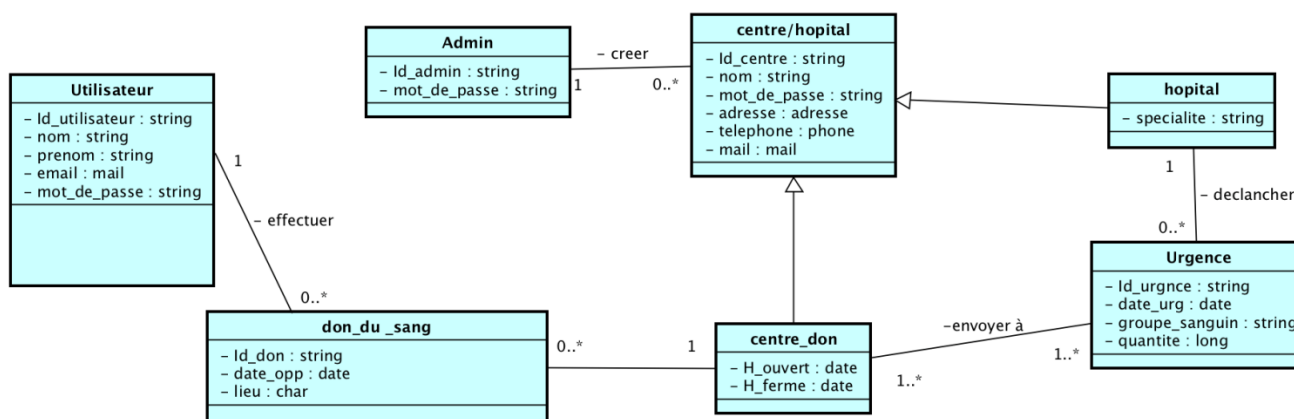 Admin
- Id_admin : string
- mot_de_passe : string
1
- creer
0..*
centre/hopital
- Id_centre : string
- nom : string
- mot_de_passe : string
- adresse : adresse
- telephone : phone
- mail : mail
hopital
- specialite : string
1
- declancher
0..*
Utilisateur
- Id_utilisateur : string
- nom : string
- prenom : string
- email : mail
- mot_de_passe : string
1
- effectuer
0..*
don_du _sang
- Id_don : string
- date_opp : date
- lieu : char
0..*
1
centre_don
- H_ouvert : date
- H_ferme : date
-envoyer à
1..*
1..*
Urgence
- Id_urgnce : string
- date_urg : date
- groupe_sanguin : string
- quantite : long